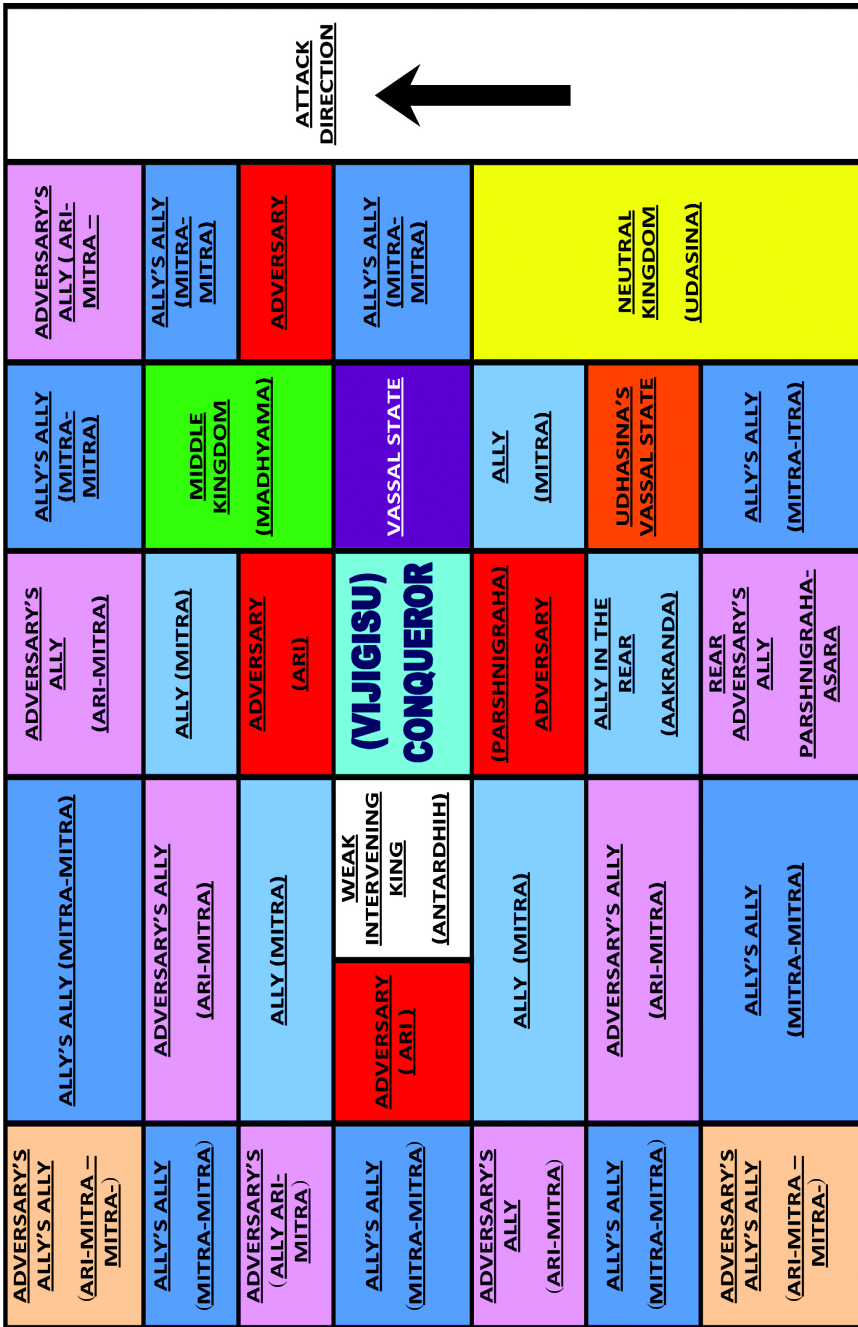 ADVERSARY'S
ALLY'S ALLY
(ARI-MITRA –
MITRA-)
ALLY'S ALLY
(MITRA-MITRA)
ADVERSARY'S
ALLY
(ARI-MITRA)
ALLY'S ALLY
(MITRA-MITRA)
ADVERSARY'S
( ALLY ARI-
MITRA)
ALLY'S ALLY
(MITRA-MITRA)
ADVERSARY'S
ALLY'S ALLY
(ARI-MITRA –
MITRA-)
ALLY'S ALLY
(MITRA-MITRA)
ADVERSARY'S ALLY
(ARI-MITRA)
ALLY (MITRA)
ADVERSARY
( ARI )
WEAK
INTERVENING
KING
(ANTARDHIH)
ALLY (MITRA)
ADVERSARY'S ALLY
(ARI-MITRA)
ALLY'S ALLY (MITRA-MITRA)
REAR
ADVERSARY'S
ALLY
PARSHNIGRAHA-
ASARA
ALLY IN THE
REAR
(AAKRANDA)
(PARSHNIGRAHA)
ADVERSARY
(VIJIGISU)
CONQUEROR
ADVERSARY
(ARI)
ALLY (MITRA)
ADVERSARY'S
ALLY
(ARI-MITRA)
ALLY'S ALLY
(MITRA-ITRA)
UDHASINA'S
VASSAL STATE
ALLY
(MITRA)
VASSAL STATE
MIDDLE
KINGDOM
(MADHYAMA)
ALLY'S ALLY
(MITRA-
MITRA)
NEUTRAL
KINGDOM
(UDASINA)
ALLY'S ALLY
(MITRA-
MITRA)
ADVERSARY
ALLY'S ALLY
(MITRA-
MITRA)
ADVERSARY'S
ALLY ( ARI-
MITRA –
ATTACK
DIRECTION